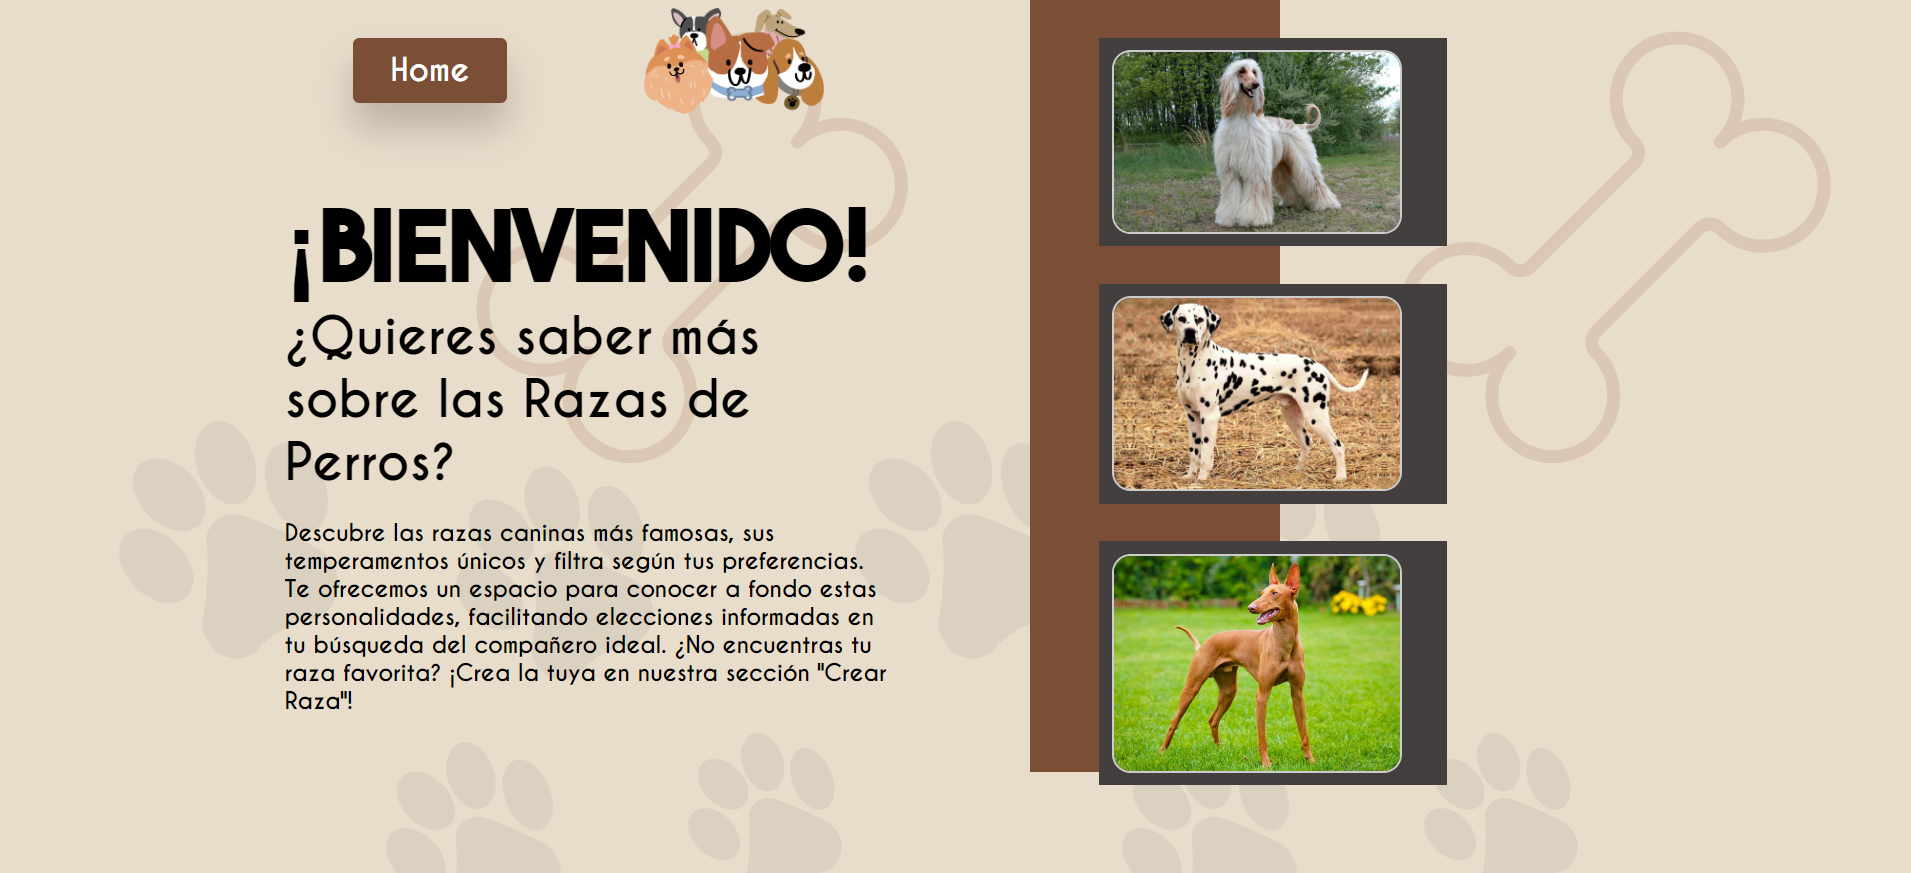 Home
¡BIENVENIDO!
¿Quieres saber más
sobre las Razas de
Perros?
Descubre las razas caninas más famosas, sus
temperamentos únicos y filtra según tus preferencias.
Te ofrecemos un espacio para conocer a fondo estas
personalidades, facilitando elecciones informadas en
tu búsqueda del compañero ideal. ¿No encuentras tu
raza favorita? ¡Crea la tuya en nuestra sección "Crear
Raza"!